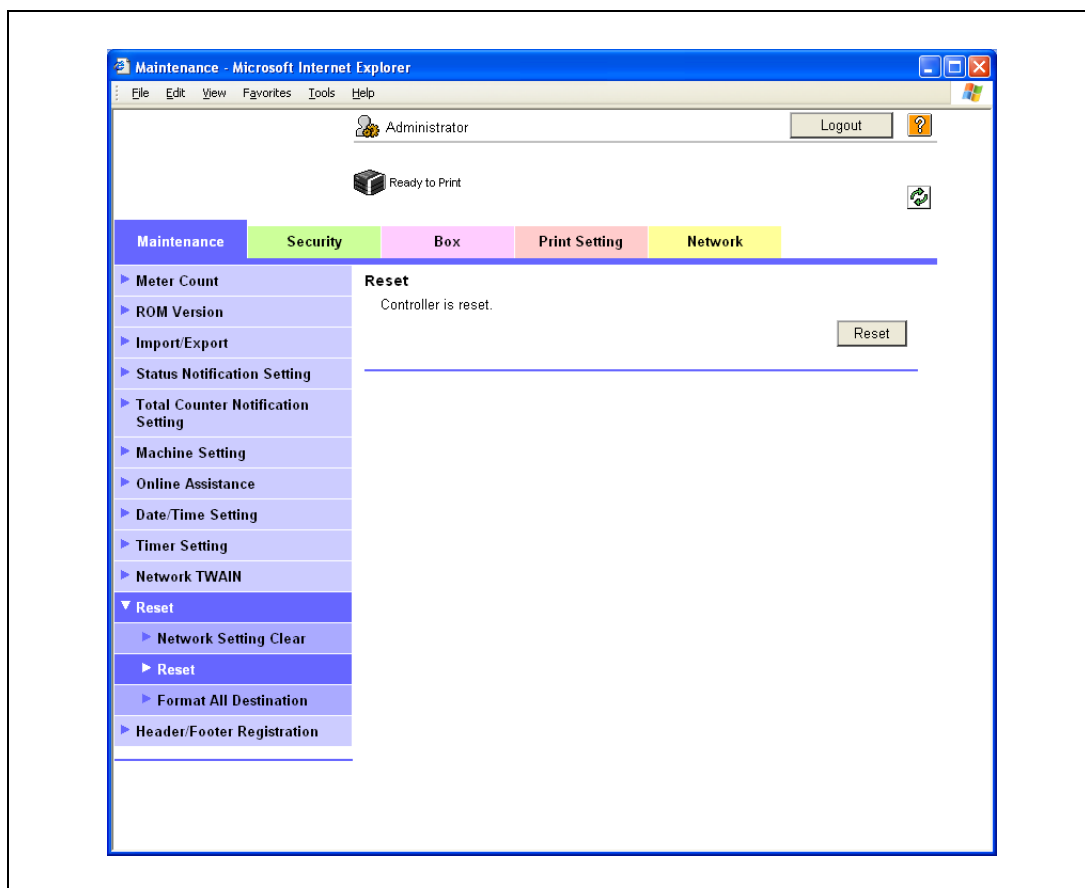 Maintenance - Microsoft Internet Explorer
File Edit View Favorites Tools Help
Administrator
Logout
?
Ready to Print
Maintenance Security Box Print Setting Network
Meter Count
ROM Version
Import/Export
Status Notification Setting
Total Counter Notification
Setting
Machine Setting
Online Assistance
Date/Time Setting
Timer Setting
Network TWAIN
Reset
Network Setting Clear
Reset
Format All Destination
Header/Footer Registration
Reset
Controller is reset.
Reset